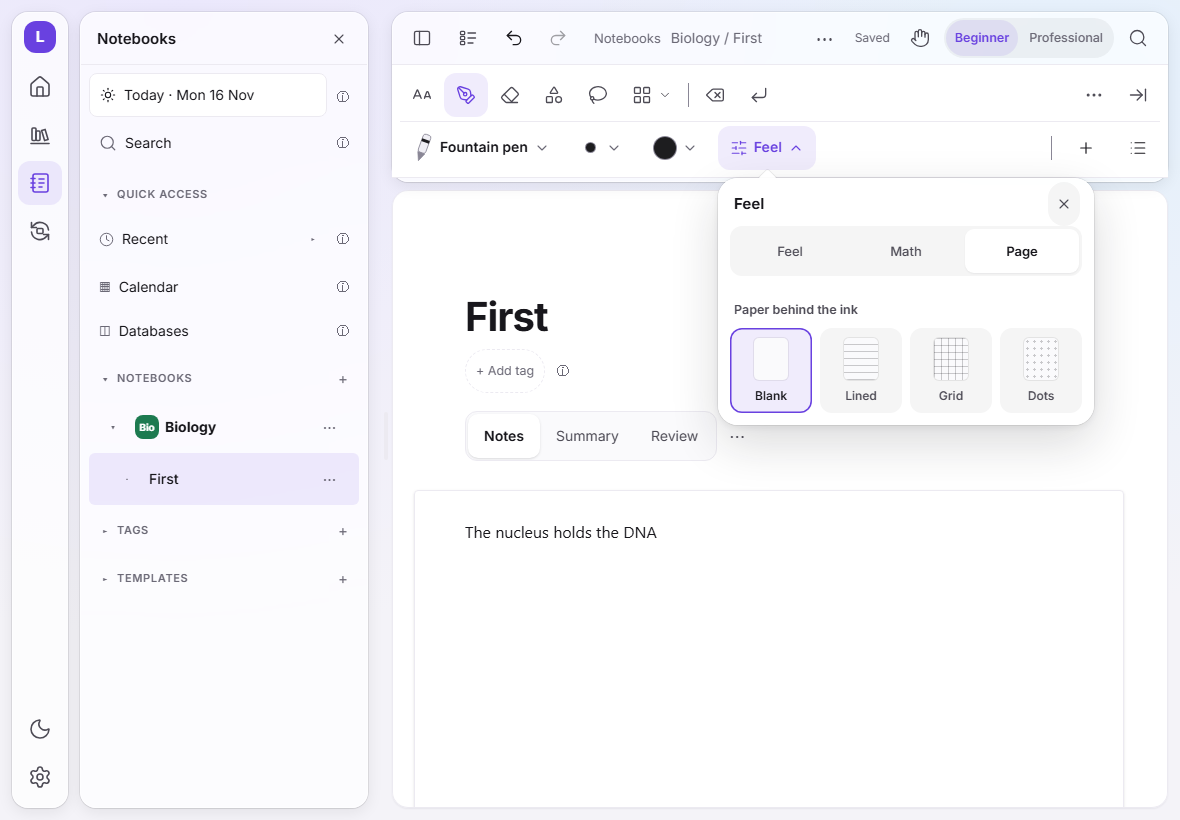 L
Notebooks
Today · Mon 16 Nov
Search
QUICK ACCESS
Recent
Calendar
Databases
NOTEBOOKS
Bio Biology
First
TAGS
TEMPLATES
Notebooks Biology / First
Saved
Beginner Professional
AA
Fountain pen
Feel
Feel
Feel Math Page
Paper behind the ink
Blank Lined Grid Dots
First
+ Add tag
Notes Summary Review
The nucleus holds the DNA